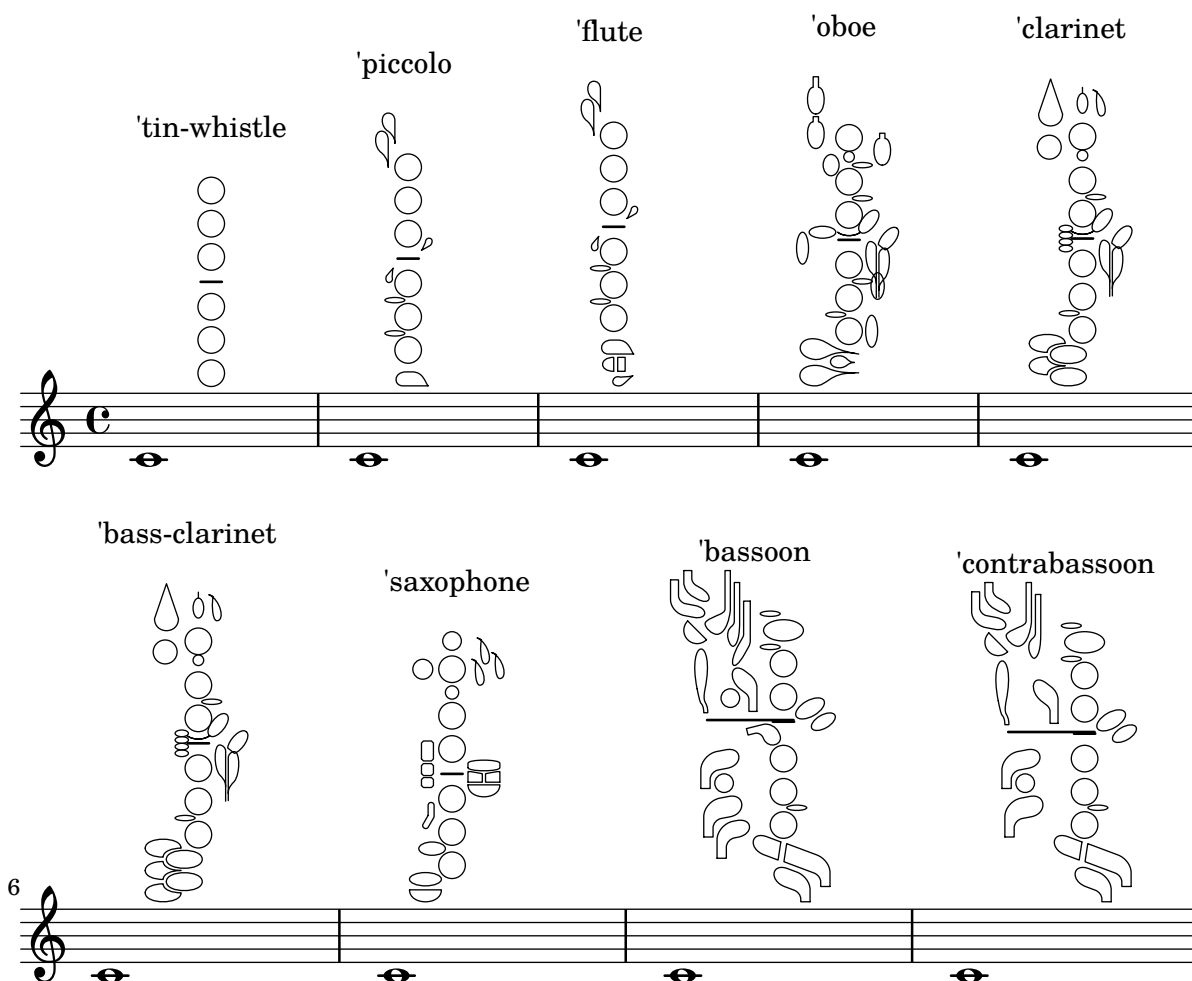 'tin-whistle
'piccolo
'flute
'oboe
'clarinet
'bass-clarinet
'saxophone
'bassoon
'contrabassoon
6